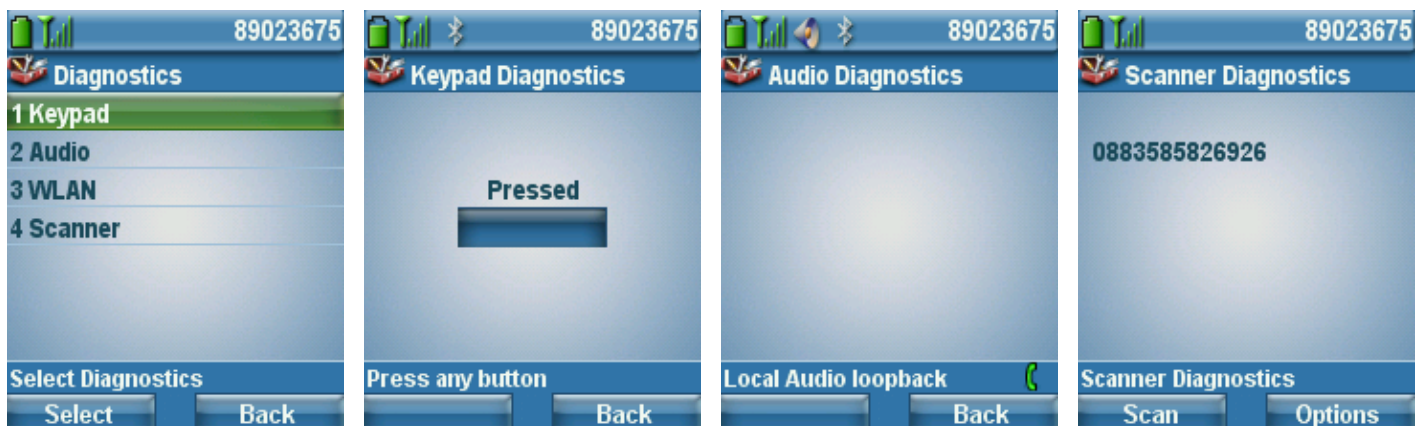 89023675
Diagnostics
1 Keypad
2 Audio
3 WLAN
4 Scanner
Select Diagnostics
Select Back
89023675
Keypad Diagnostics
Pressed
Press any button
Back
89023675
Audio Diagnostics
Local Audio loopback
Back
89023675
Scanner Diagnostics
0883585826926
Scanner Diagnostics
Scan Options